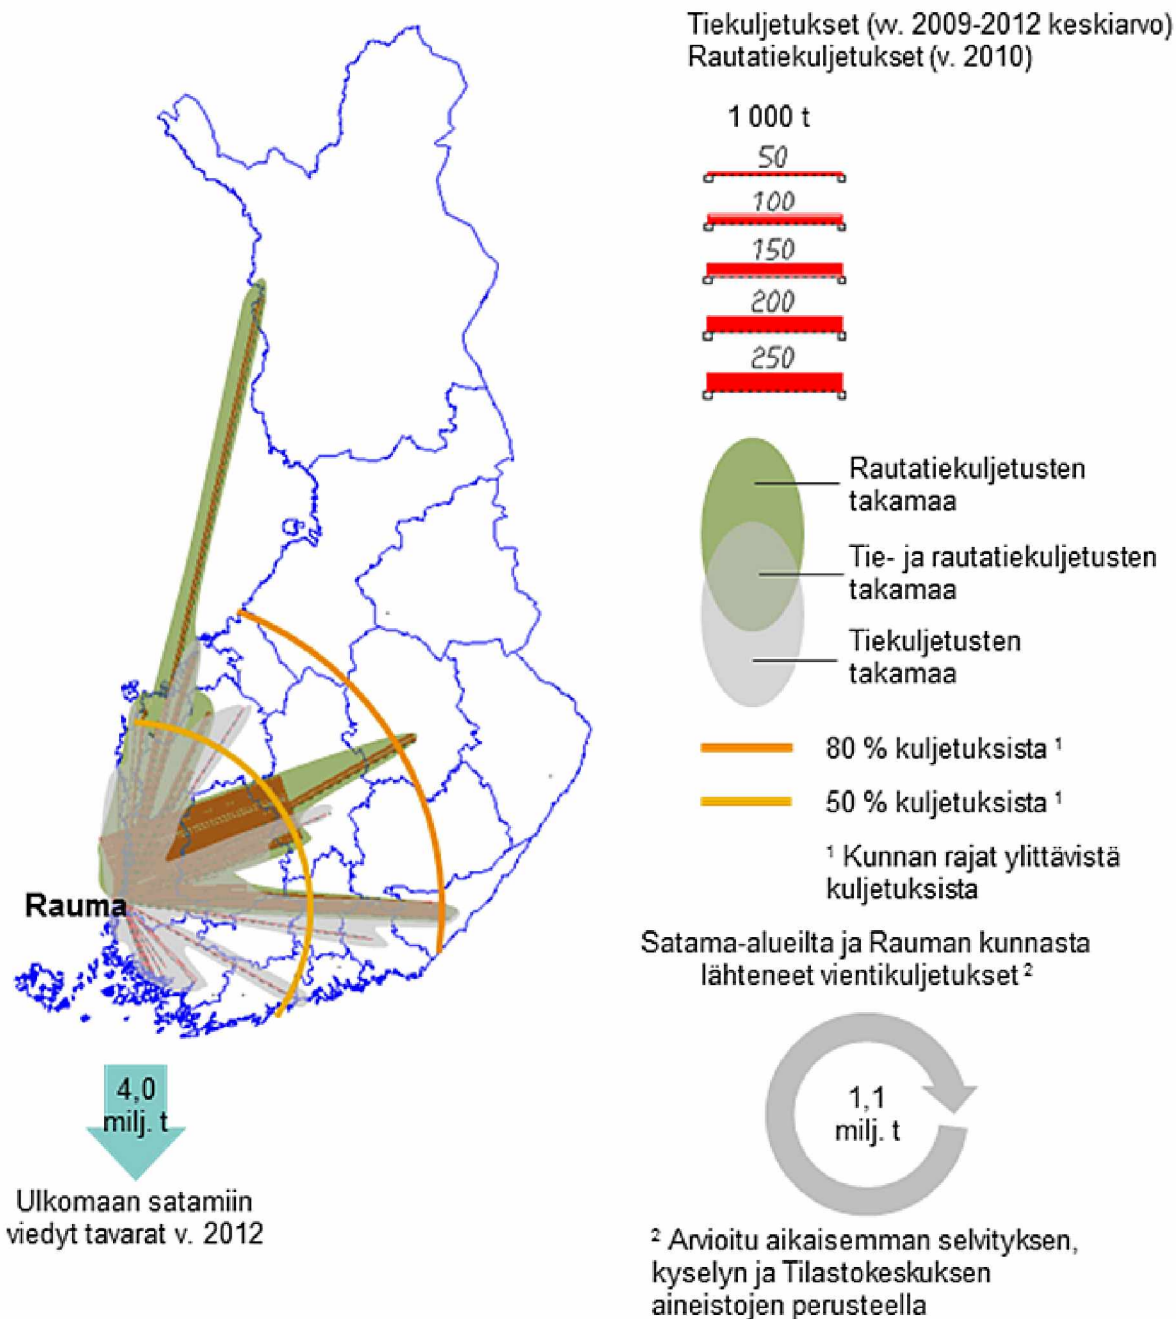 Tiekuljetukset (vv. 2009-2012 keskiarvo)
Rautatiekuljetukset (v. 2010)
1 000 t
50
100
150
200
250
Rautatiekuljetusten
takamaa
Tie- ja rautatiekuljetusten
takamaa
Tiekuljetusten
takamaa
80 % kuljetuksista ¹
50 % kuljetuksista ¹
¹ Kunnan rajat ylittävistä
kuljetuksista
Rauma
Satama-alueilta ja Rauman kunnasta
lähteneet vientikuljetukset ²
4,0
milj. t
Ulkomaan satamiin
viedyt tavarat v. 2012
1,1
milj. t
² Arvioitu aikaisemman selvityksen,
kyselyn ja Tilastokeskuksen
aineistojen perusteella